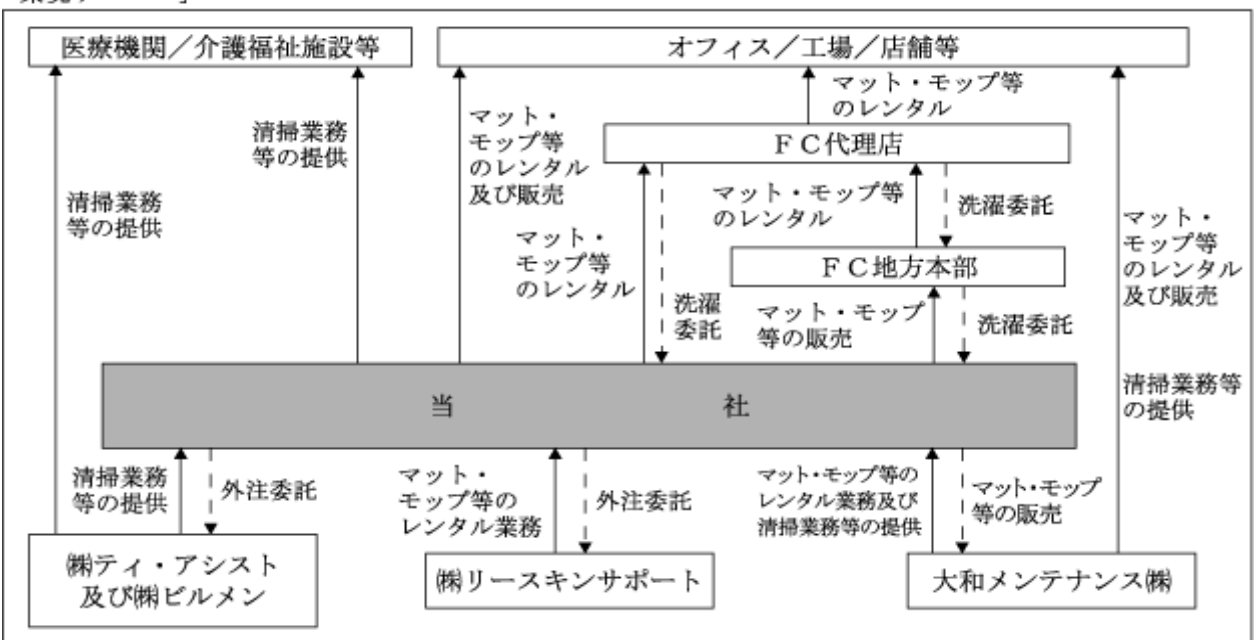 医療機関／介護福祉施設等
オフィス／工場／店舗等
清掃業務
等の提供
清掃業務
等の提供
マット・
モップ等
のレンタル
及び販売
マット・モップ等
のレンタル
ＦＣ代理店
マット・
モップ等
のレンタル
洗濯
委託
マット・モップ等
のレンタル
洗濯委託
ＦＣ地方本部
マット・モップ
等の販売
洗濯委託
マット・
モップ等
のレンタル
及び販売
清掃業務等
の提供
当社
清掃業務
等の提供
外注委託
マット・
モップ等の
レンタル業務
外注委託
マット・モップ等の
レンタル業務及び
清掃業務等の提供
マット・モップ
等の販売
㈱ティ・アシスト
及び㈱ビルメン
㈱リースキンサポート
大和メンテナンス㈱